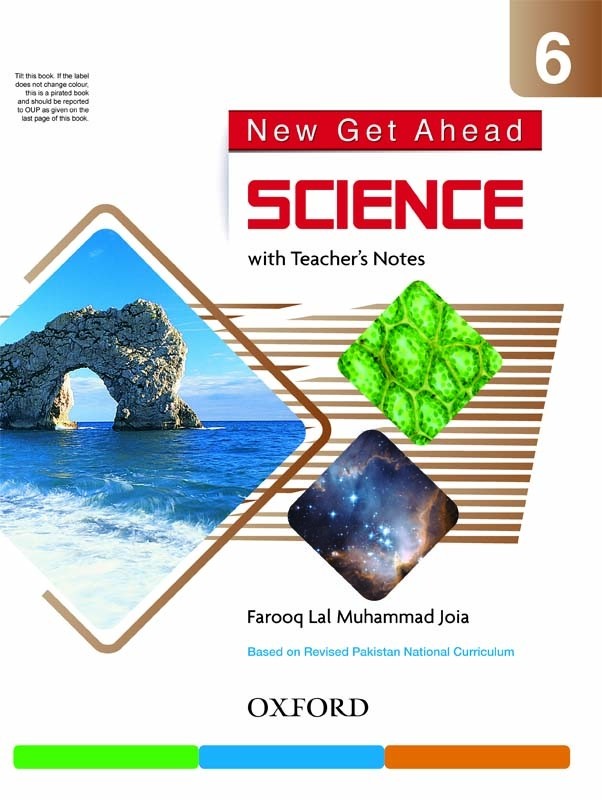 6
Tilt this book. If the label
does not change colour,
this is a pirated book
and should be reported
to OUP as given on the
last page of this book.
New Get Ahead
SCIENCE
with Teacher's Notes
Farooq Lal Muhammad Joia
Based on Revised Pakistan National Curriculum
OXFORD